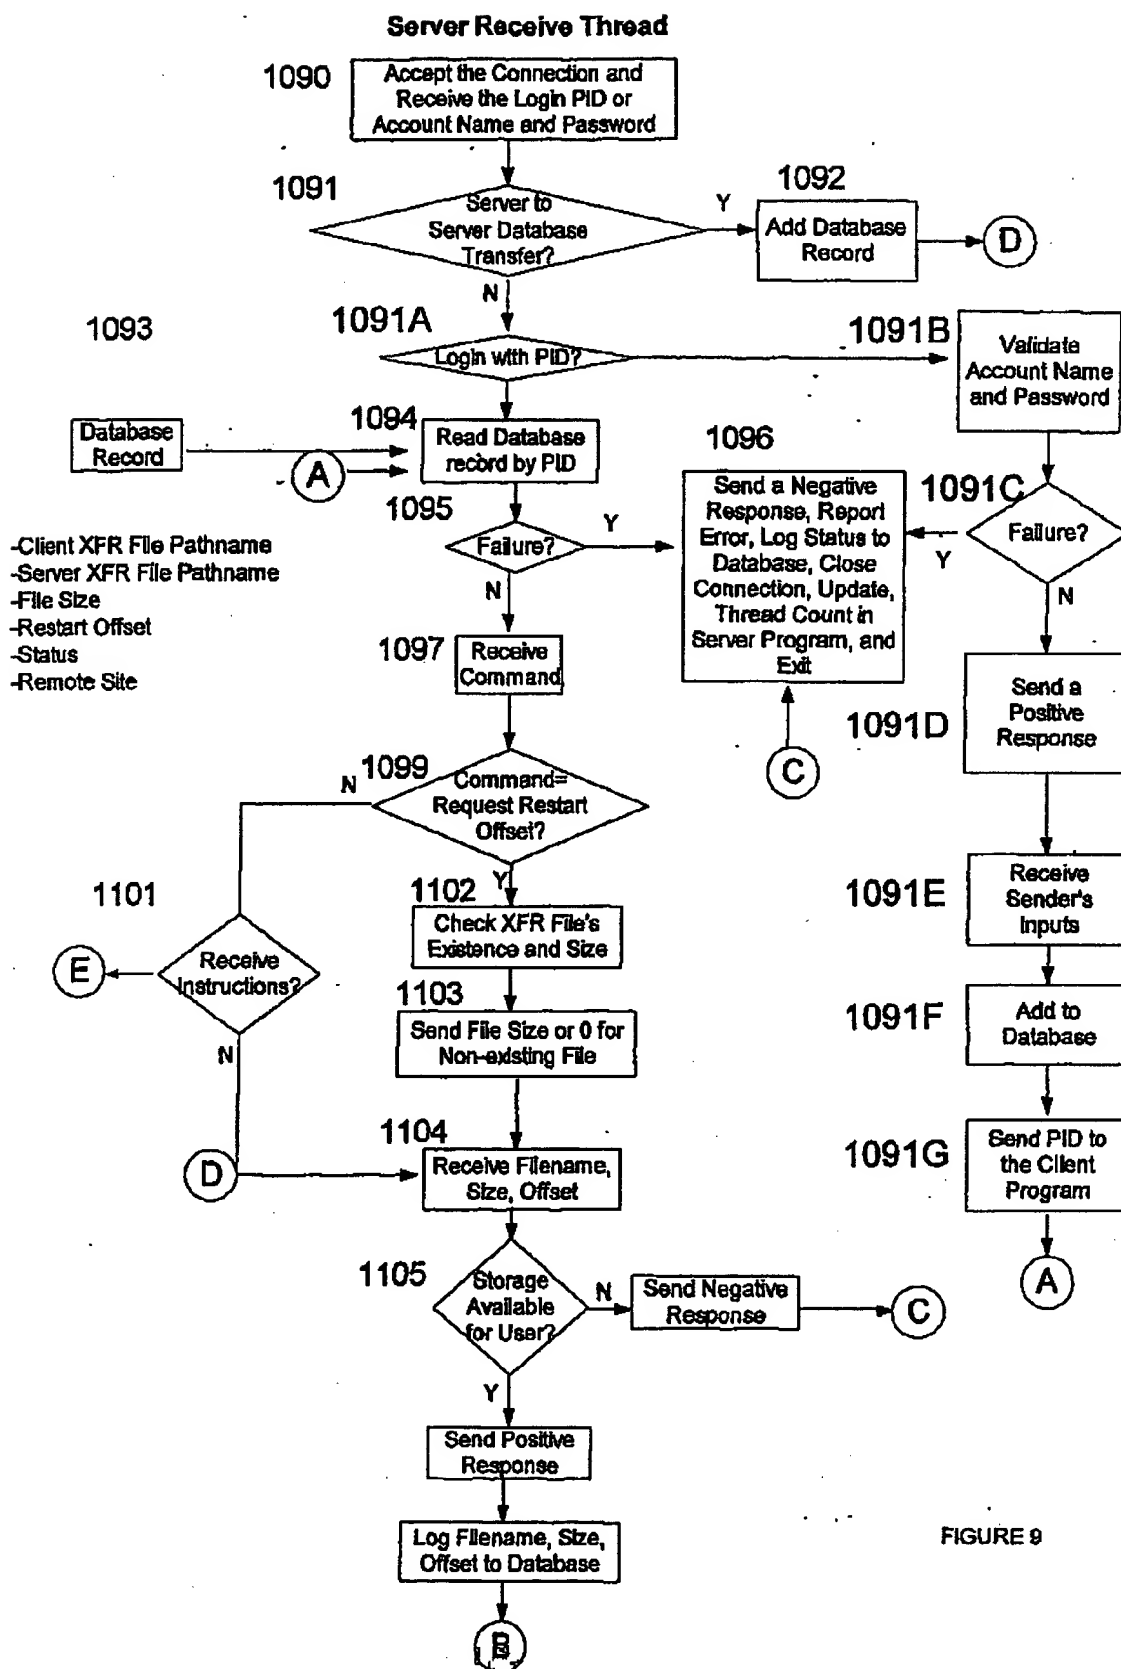 Server Receive Thread
1090
Accept the Connection and
Receive the Login PID or
Account Name and Password
1091
Server to
Server Database
Transfer?
Y
1092
Add Database
Record
D
N
1093
1091A
Login with PID?
1091B
Validate
Account Name
and Password
Database
Record
A
1094
Read Database
record by PID
1095
Failure?
Y
N
1096
Send a Negative
Response, Report
Error, Log Status to
Database, Close
Connection, Update,
Thread Count in
Server Program, and
Exit
C
1091C
Failure?
Y
N
-Client XFR File Pathname
-Server XFR File Pathname
-File Size
-Restart Offset
-Status
-Remote Site
1097
Receive
Command
1091D
Send a
Positive
Response
1099
Command=
Request Restart
Offset?
N
Y
1101
Receive
Instructions?
E
N
1102
Check XFR File's
Existence and Size
1103
Send File Size or 0 for
Non-existing File
1091E
Receive
Sender's
Inputs
1091F
Add to
Database
1091G
Send PID to
the Client
Program
A
D
1104
Receive Filename,
Size, Offset
1105
Storage
Available
for User?
N
Send Negative
Response
C
Y
Send Positive
Response
Log Filename, Size,
Offset to Database
B
FIGURE 9